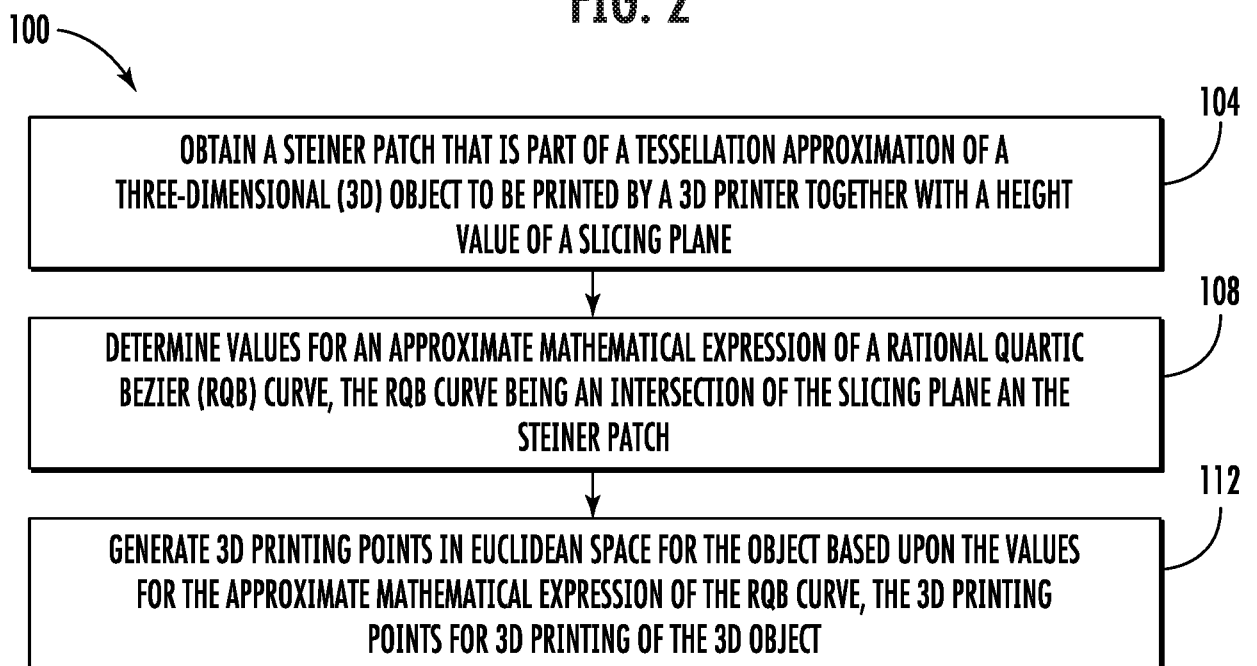 FIG. 2
100
104
OBTAIN A STEINER PATCH THAT IS PART OF A TESSELLATION APPROXIMATION OF A
THREE-DIMENSIONAL (3D) OBJECT TO BE PRINTED BY A 3D PRINTER TOGETHER WITH A HEIGHT
VALUE OF A SLICING PLANE
108
DETERMINE VALUES FOR AN APPROXIMATE MATHEMATICAL EXPRESSION OF A RATIONAL QUARTIC
BEZIER (RQB) CURVE, THE RQB CURVE BEING AN INTERSECTION OF THE SLICING PLANE AN THE
STEINER PATCH
112
GENERATE 3D PRINTING POINTS IN EUCLIDEAN SPACE FOR THE OBJECT BASED UPON THE VALUES
FOR THE APPROXIMATE MATHEMATICAL EXPRESSION OF THE RQB CURVE, THE 3D PRINTING
POINTS FOR 3D PRINTING OF THE 3D OBJECT